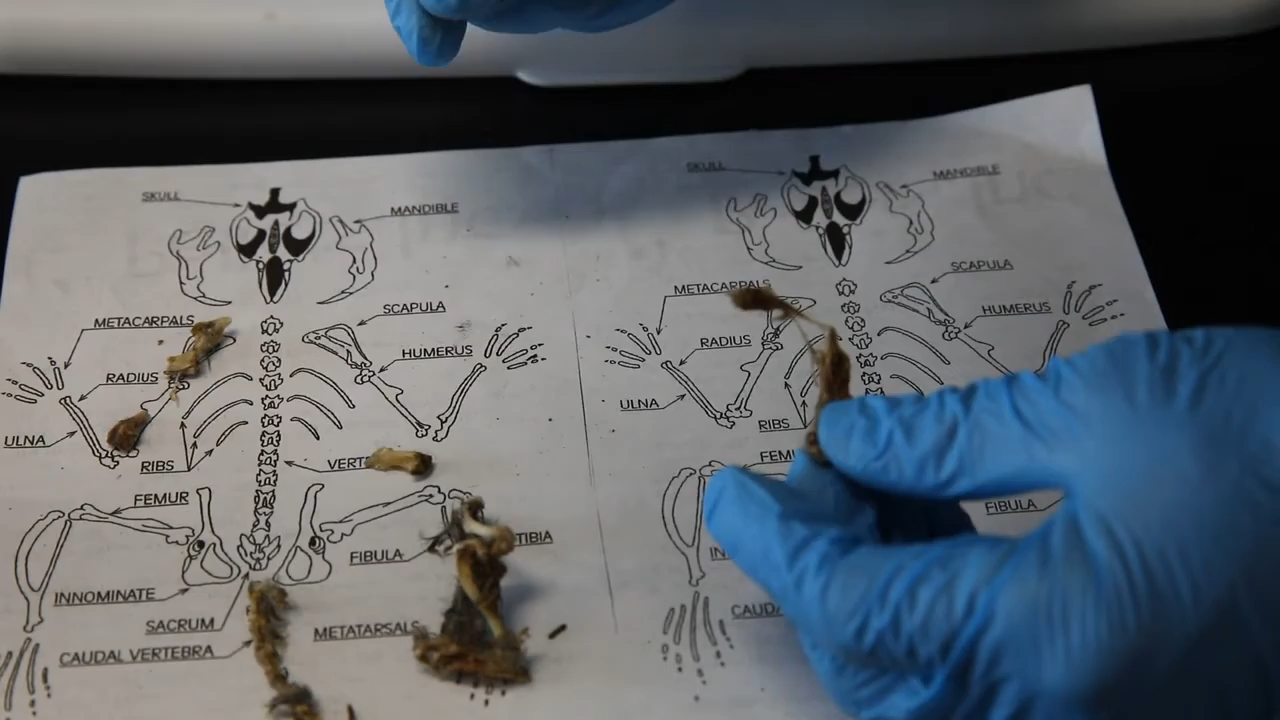 SKULL
MANDIBLE
SCAPULA
METACARPALS
HUMERUS
RADIUS
ULNA
RIBS
FEMUR
FIBULA
TIBIA
INNOMINATE
SACRUM
METATARSALS
CAUDAL VERTEBRA
SKULL
MANDIBLE
SCAPULA
METACARPALS
HUMERUS
RADIUS
ULNA
RIBS
FIBULA